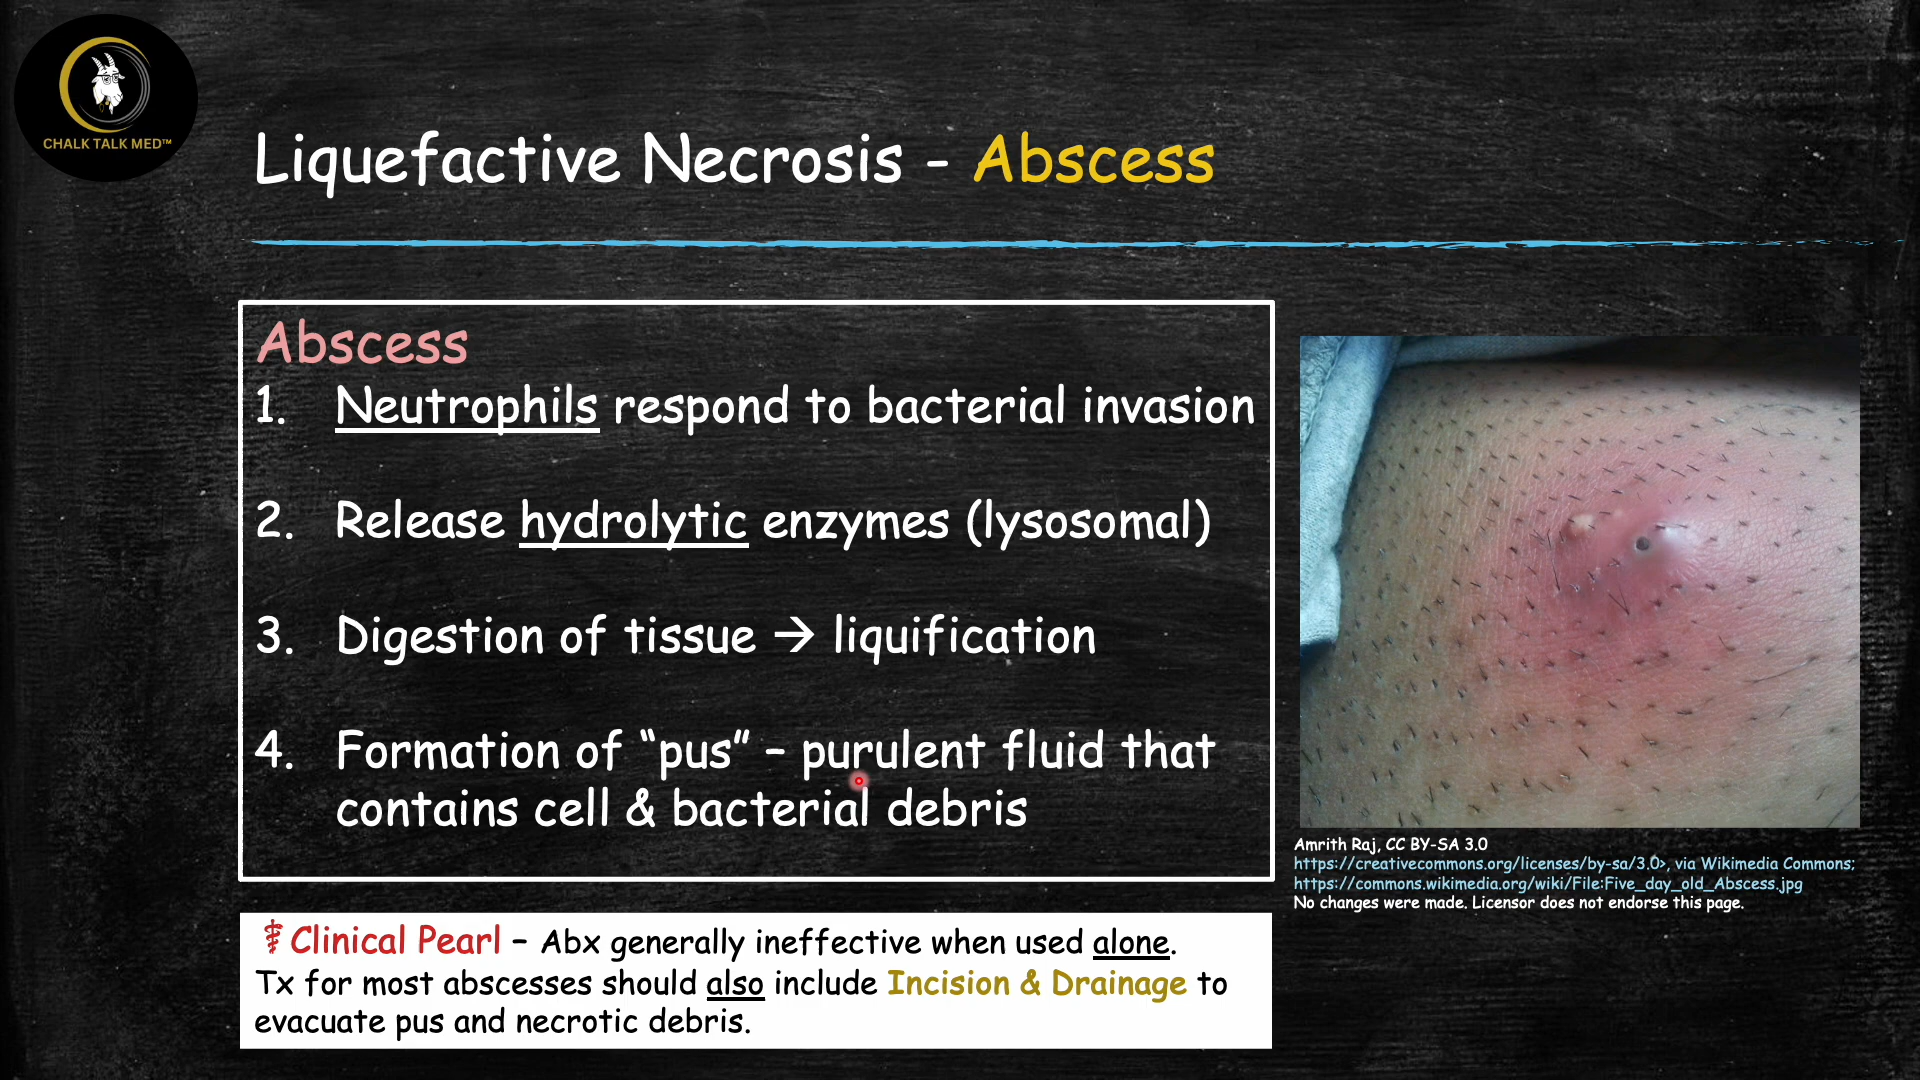 CHALK TALK MED™
Liquefactive Necrosis - Abscess
Abscess
1. Neutrophils respond to bacterial invasion
2. Release hydrolytic enzymes (lysosomal)
3. Digestion of tissue → liquification
4. Formation of “pus” – purulent fluid that
contains cell & bacterial debris
Amrith Raj, CC BY-SA 3.0
https://creativecommons.org/licenses/by-sa/3.0>, via Wikimedia Commons;
https://commons.wikimedia.org/wiki/File:Five_day_old_Abscess.jpg
No changes were made. Licensor does not endorse this page.
⚕Clinical Pearl – Abx generally ineffective when used alone.
Tx for most abscesses should also include Incision & Drainage to
evacuate pus and necrotic debris.